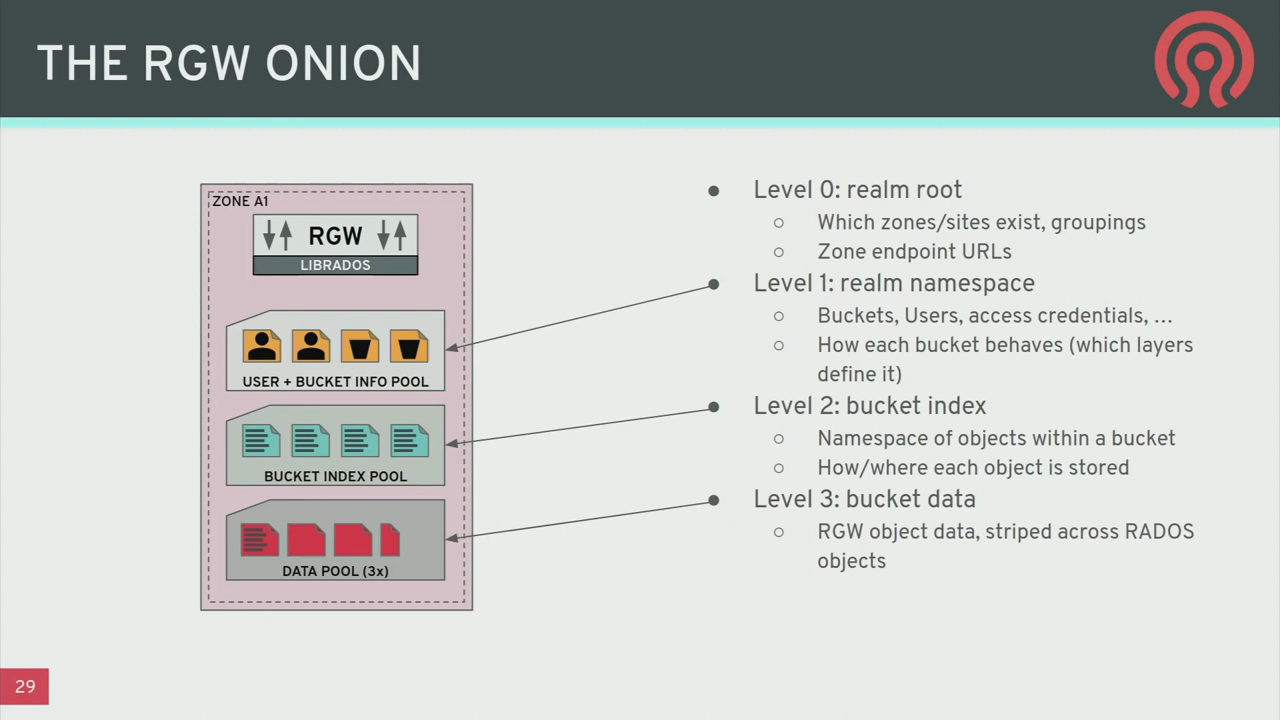 THE RGW ONION
ZONE A1
RGW
LIBRADOS
USER + BUCKET INFO POOL
BUCKET INDEX POOL
DATA POOL (3x)
Level 0: realm root
Which zones/sites exist, groupings
Zone endpoint URLs
Level 1: realm namespace
Buckets, Users, access credentials, ...
How each bucket behaves (which layers
define it)
Level 2: bucket index
Namespace of objects within a bucket
How/where each object is stored
Level 3: bucket data
RGW object data, striped across RADOS
objects
29